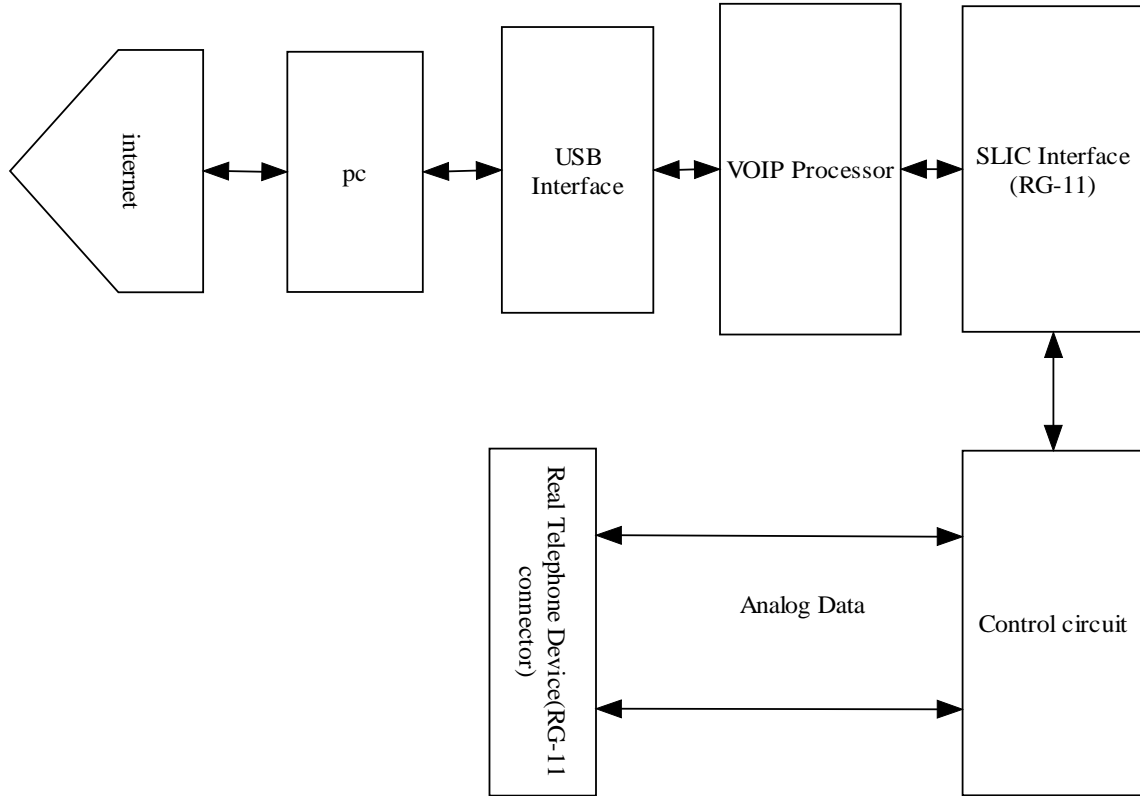 internet
pc
USB
Interface
VOIP Processor
SLIC Interface
(RG-11)
Real Telephone Device(RG-11
connector)
Analog Data
Control circuit